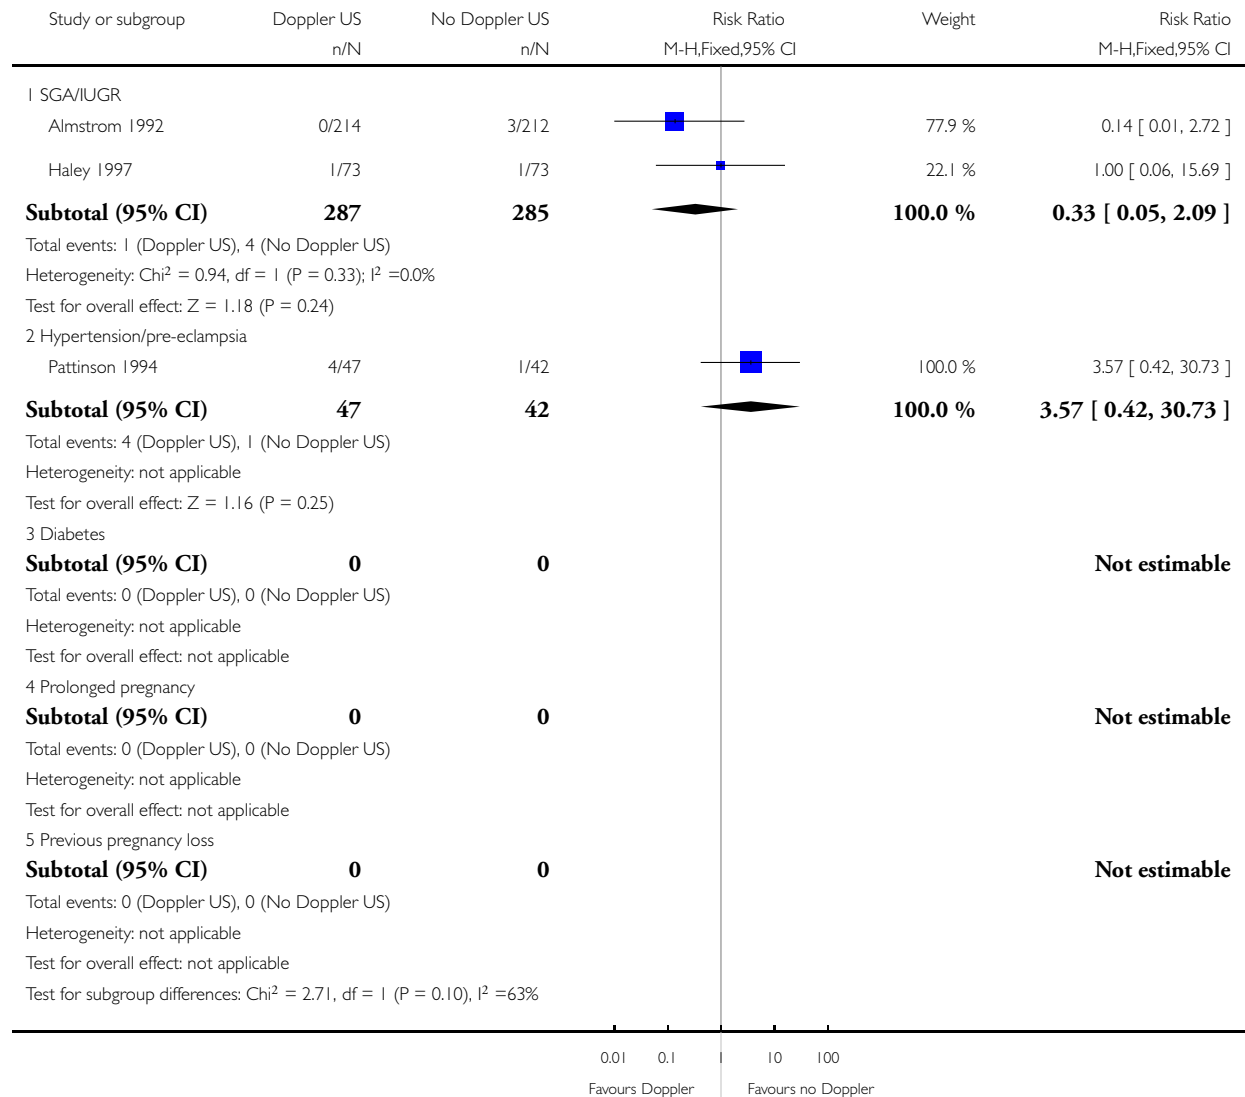 Study or subgroup Doppler US No Doppler US Risk Ratio Weight Risk Ratio
n/N n/N M-H,Fixed,95% CI M-H,Fixed,95% CI
1 SGA/IUGR
Almstrom 1992 0/214 3/212 77.9 % 0.14 [ 0.01, 2.72 ]
Haley 1997 1/73 1/73 22.1 % 1.00 [ 0.06, 15.69 ]
Subtotal (95% CI) 287 285 100.0 % 0.33 [ 0.05, 2.09 ]
Total events: 1 (Doppler US), 4 (No Doppler US)
Heterogeneity: Chi² = 0.94, df = 1 (P = 0.33); I² =0.0%
Test for overall effect: Z = 1.18 (P = 0.24)
2 Hypertension/pre-eclampsia
Pattinson 1994 4/47 1/42 100.0 % 3.57 [ 0.42, 30.73 ]
Subtotal (95% CI) 47 42 100.0 % 3.57 [ 0.42, 30.73 ]
Total events: 4 (Doppler US), 1 (No Doppler US)
Heterogeneity: not applicable
Test for overall effect: Z = 1.16 (P = 0.25)
3 Diabetes
Subtotal (95% CI) 0 0 Not estimable
Total events: 0 (Doppler US), 0 (No Doppler US)
Heterogeneity: not applicable
Test for overall effect: not applicable
4 Prolonged pregnancy
Subtotal (95% CI) 0 0 Not estimable
Total events: 0 (Doppler US), 0 (No Doppler US)
Heterogeneity: not applicable
Test for overall effect: not applicable
5 Previous pregnancy loss
Subtotal (95% CI) 0 0 Not estimable
Total events: 0 (Doppler US), 0 (No Doppler US)
Heterogeneity: not applicable
Test for overall effect: not applicable
Test for subgroup differences: Chi² = 2.71, df = 1 (P = 0.10), I² =63%
0.01 0.1 1 10 100
Favours Doppler Favours no Doppler